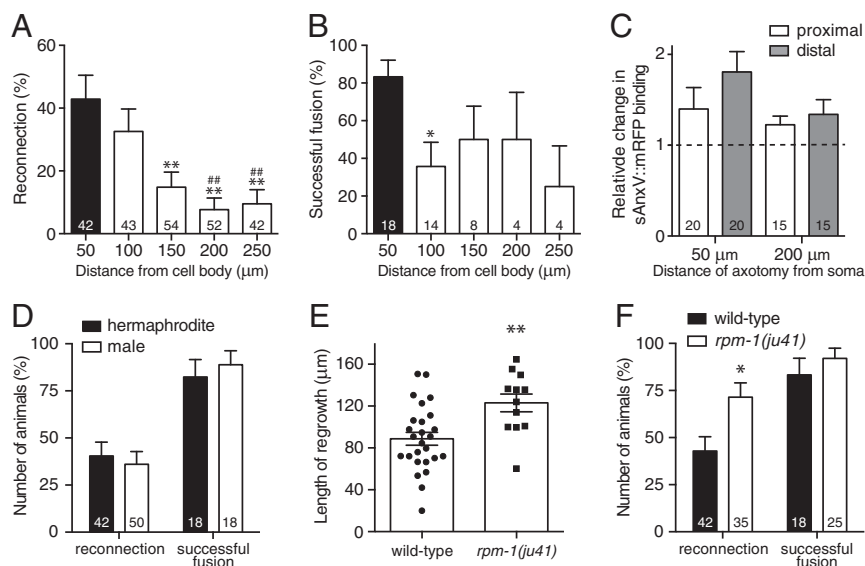 A
Reconnection (%)
60
40
20
0
**
##
**
##
**
42
43
54
52
42
50 100 150 200 250
Distance from cell body (μm)
B
Successful fusion (%)
100
80
60
40
20
0
*
18
14
8
4
4
50 100 150 200 250
Distance from cell body (μm)
C
proximal
distal
Relativde change in
sAnxV::mRFP binding
2
1
0
20
20
15
15
50 μm 200 μm
Distance of axotomy from soma
D
hermaphrodite
male
Number of animals (%)
100
75
50
25
0
42
50
18
18
reconnection successful
fusion
E
Length of regrowth (μm)
160
120
80
40
0
**
wild-type rpm-1(ju41)
F
wild-type
rpm-1(ju41)
Number of animals (%)
100
75
50
25
0
*
42
35
18
25
reconnection successful
fusion